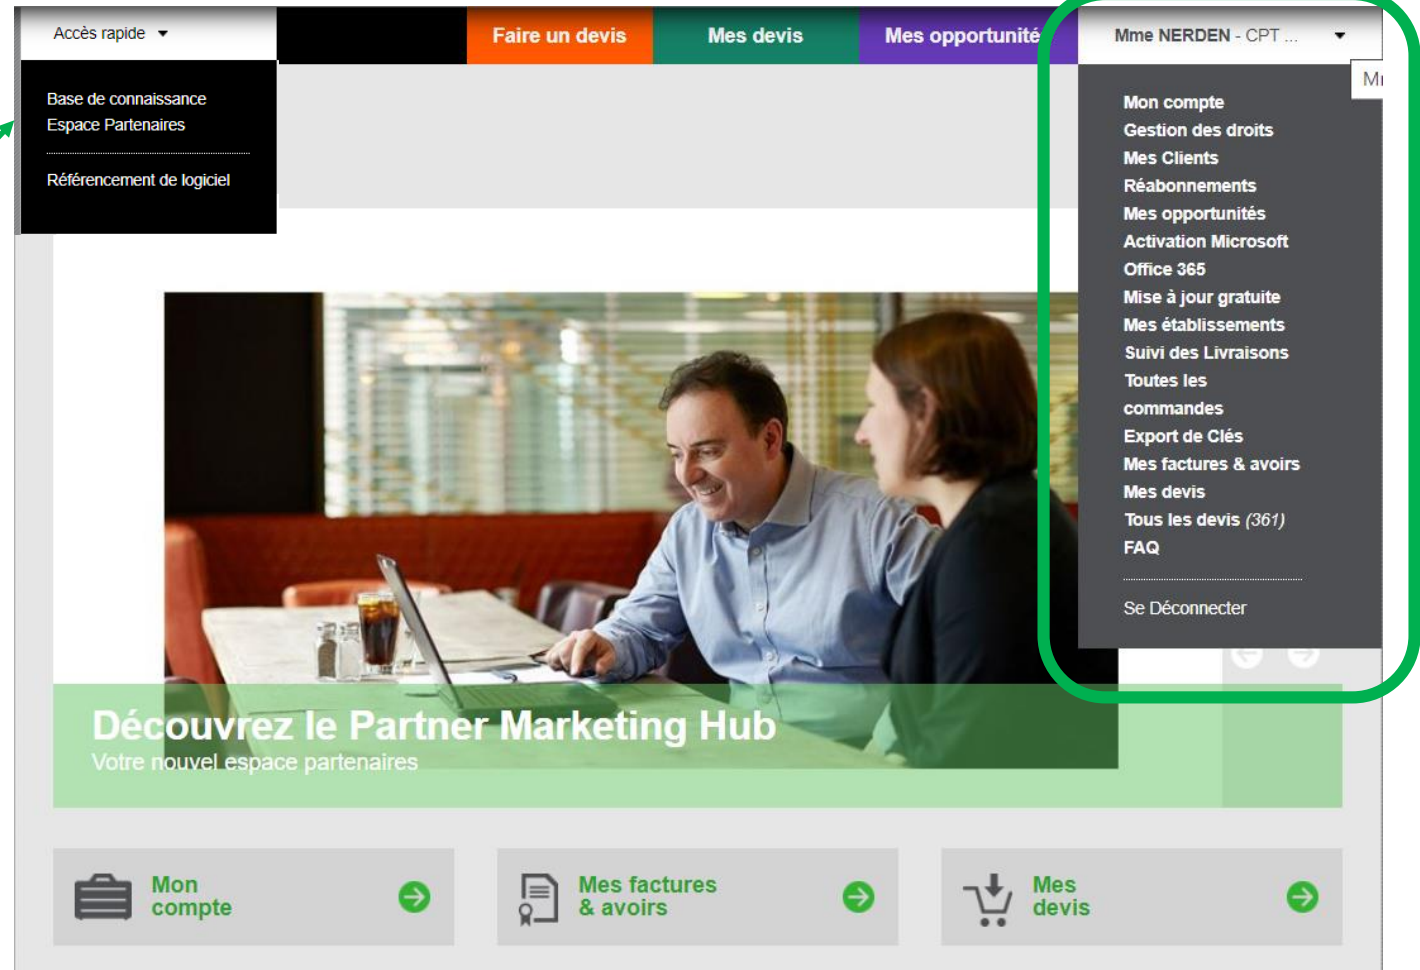 Accès rapide
Faire un devis
Mes devis
Mes opportunité
Mme NERDEN - CPT ...
Base de connaissance
Espace Partenaires
Référencement de logiciel
Mon compte
Gestion des droits
Mes Clients
Réabonnements
Mes opportunités
Activation Microsoft
Office 365
Mise à jour gratuite
Mes établissements
Suivi des Livraisons
Toutes les
commandes
Export de Clés
Mes factures & avoirs
Mes devis
Tous les devis (361)
FAQ
Se Déconnecter
Découvrez le Partner Marketing Hub
Votre nouvel espace partenaires
Mon
compte
Mes factures
& avoirs
Mes
devis